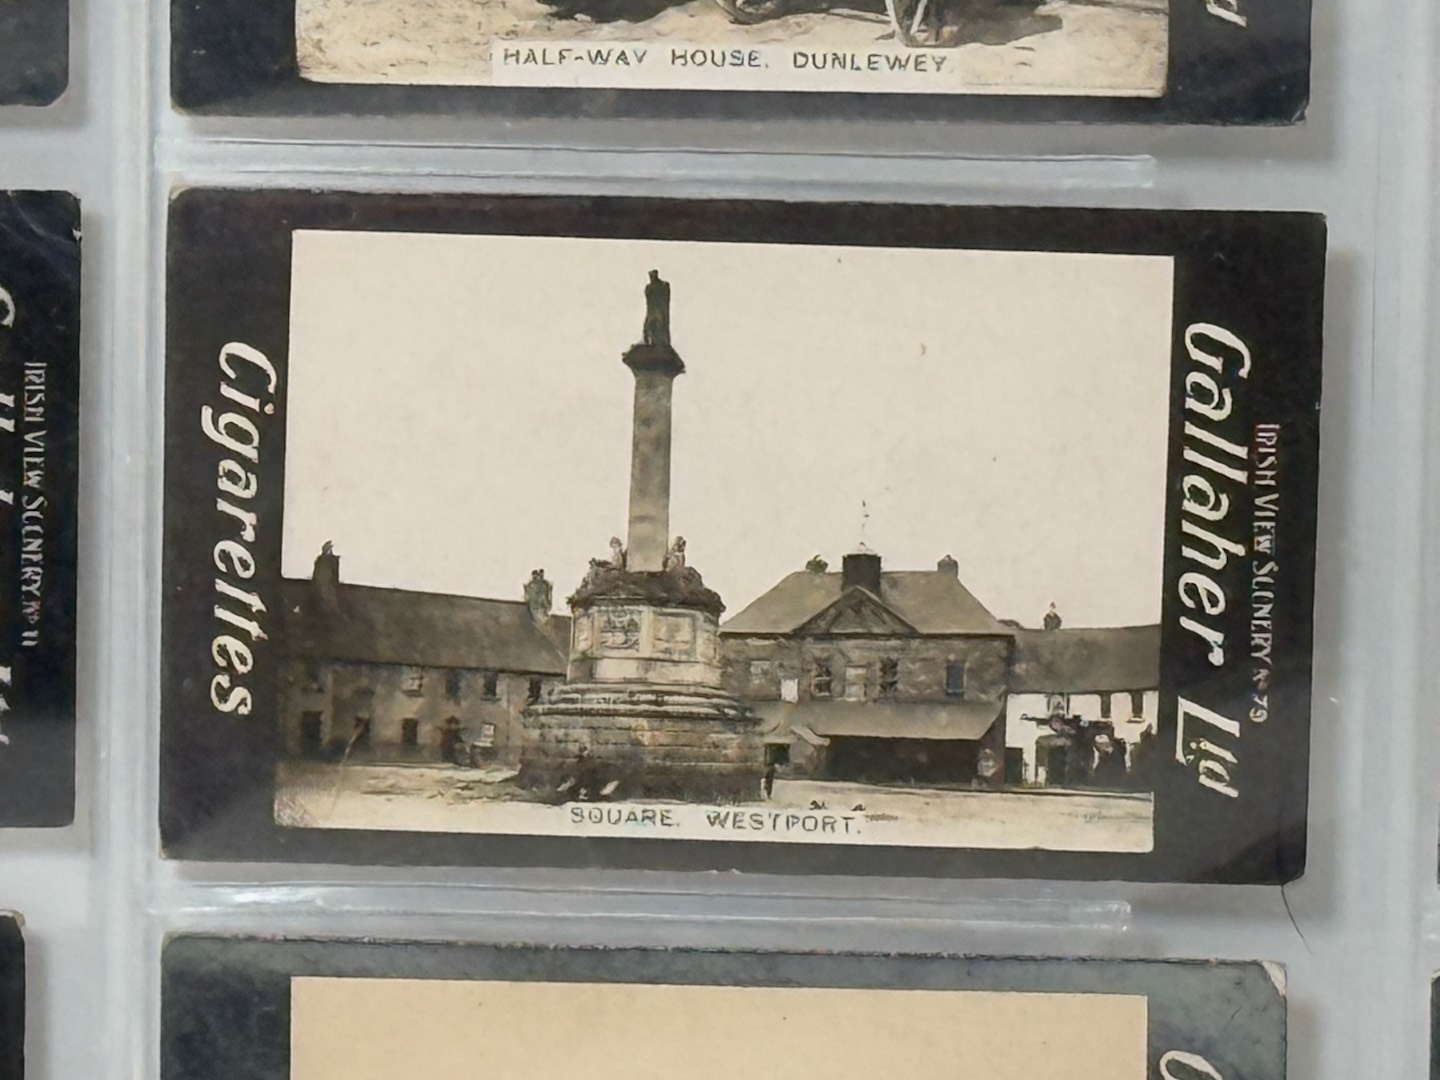 HALF-WAY HOUSE, DUNLEWEY.
Cigarettes
SQUARE, WESTPORT.
Gallaher Ltd
IRISH VIEW SCENERY No 79
IRISH VIEW SCENERY No 11